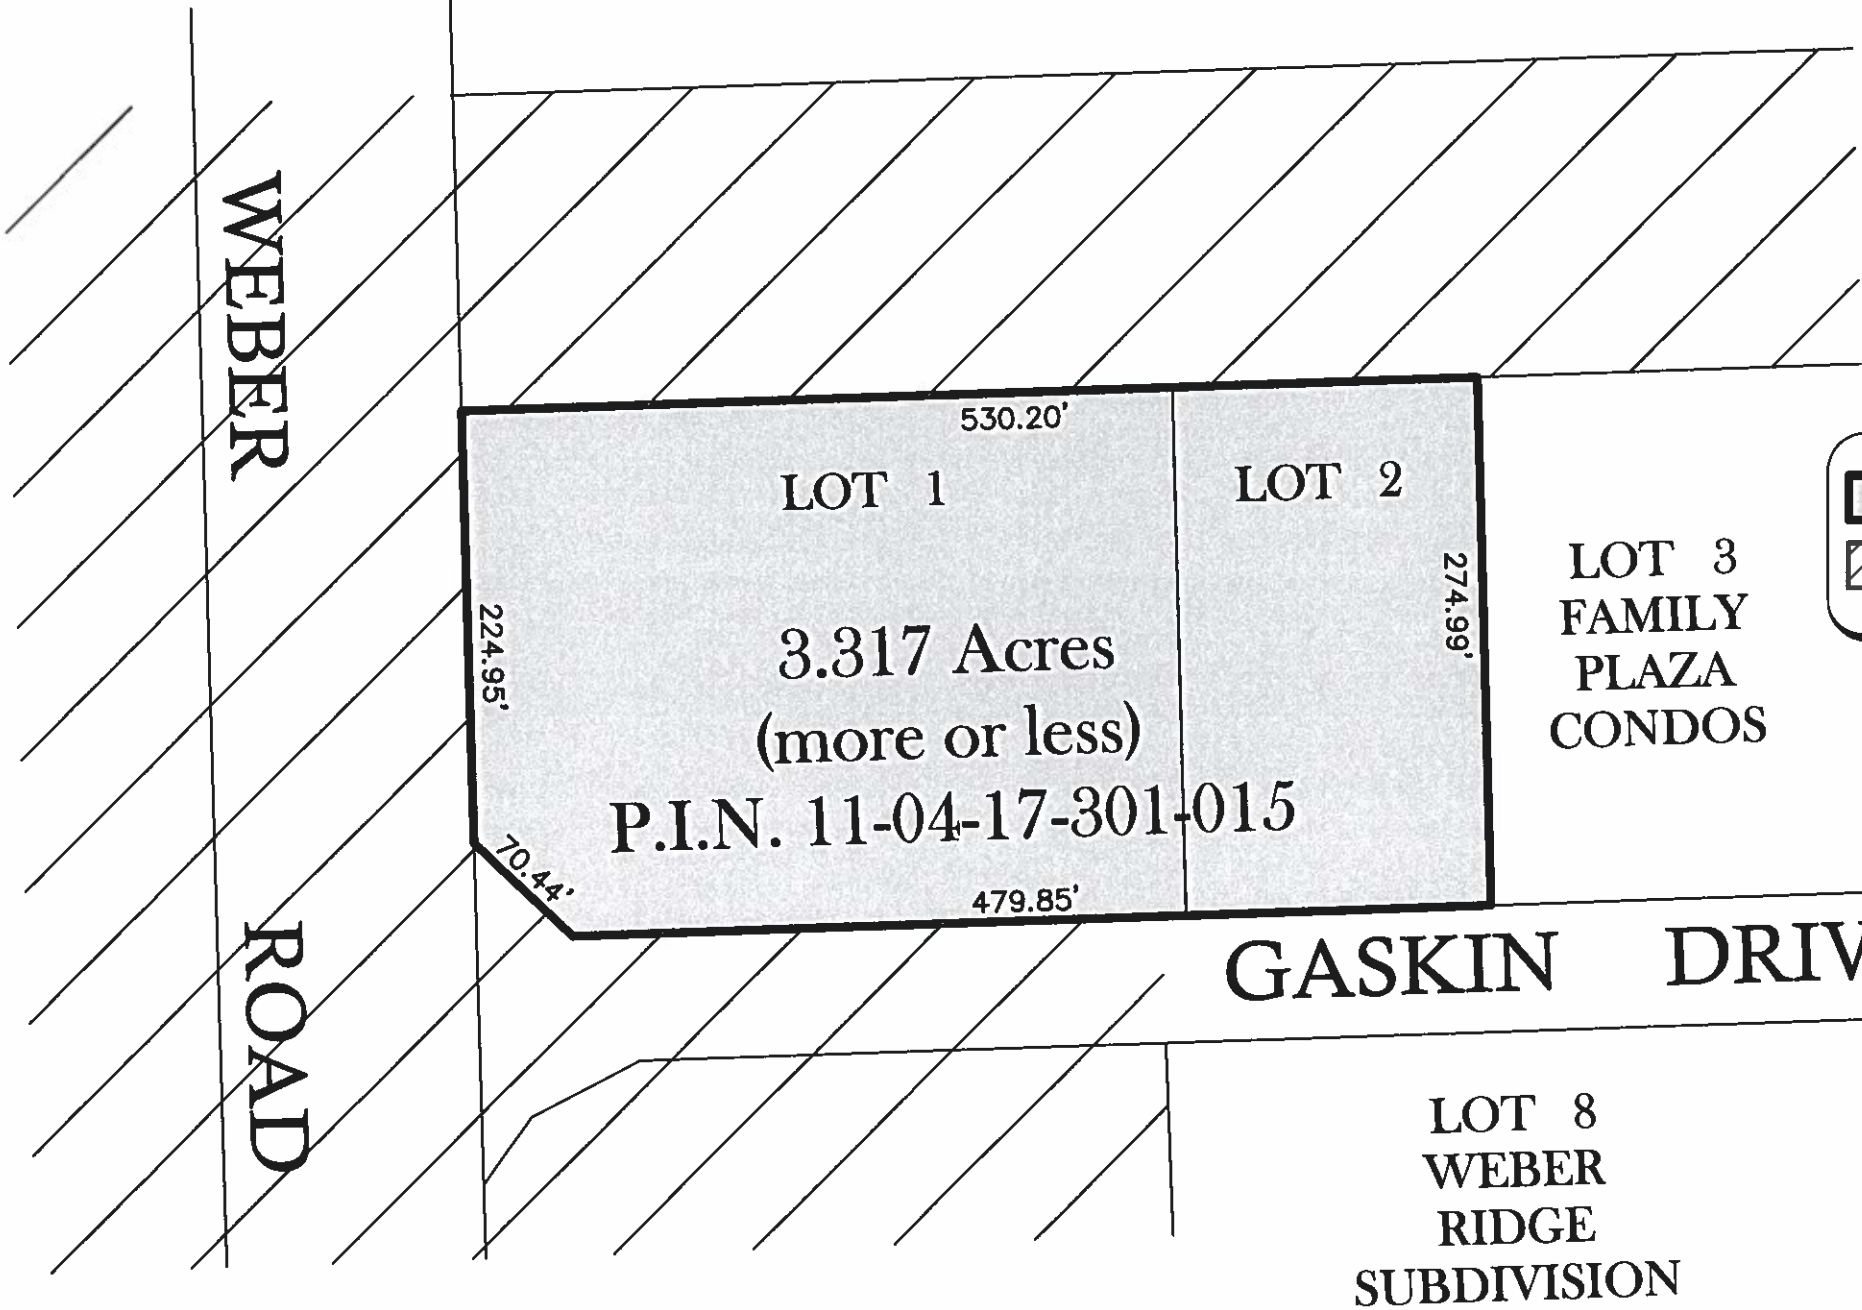 WEBER ROAD
530.20'
LOT 1
LOT 2
224.95'
274.99'
3.317 Acres
(more or less)
P.I.N. 11-04-17-301-015
70.44'
479.85'
LOT 3
FAMILY
PLAZA
CONDOS
GASKIN DRIV
LOT 8
WEBER
RIDGE
SUBDIVISION